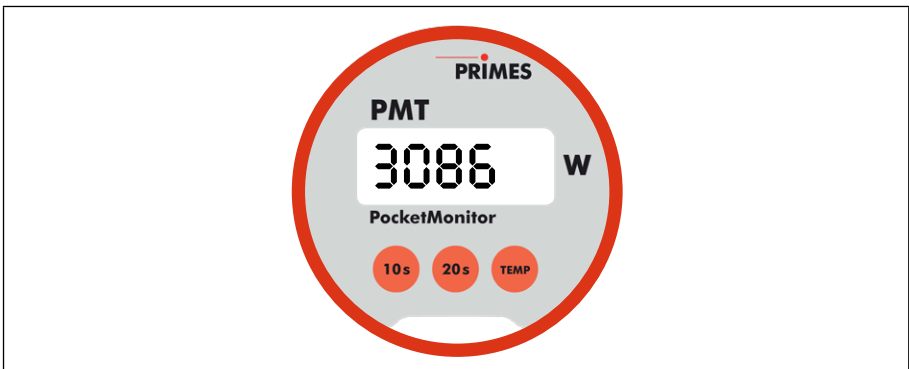 PRIMES
PMT
3086 W
PocketMonitor
10s 20s TEMP